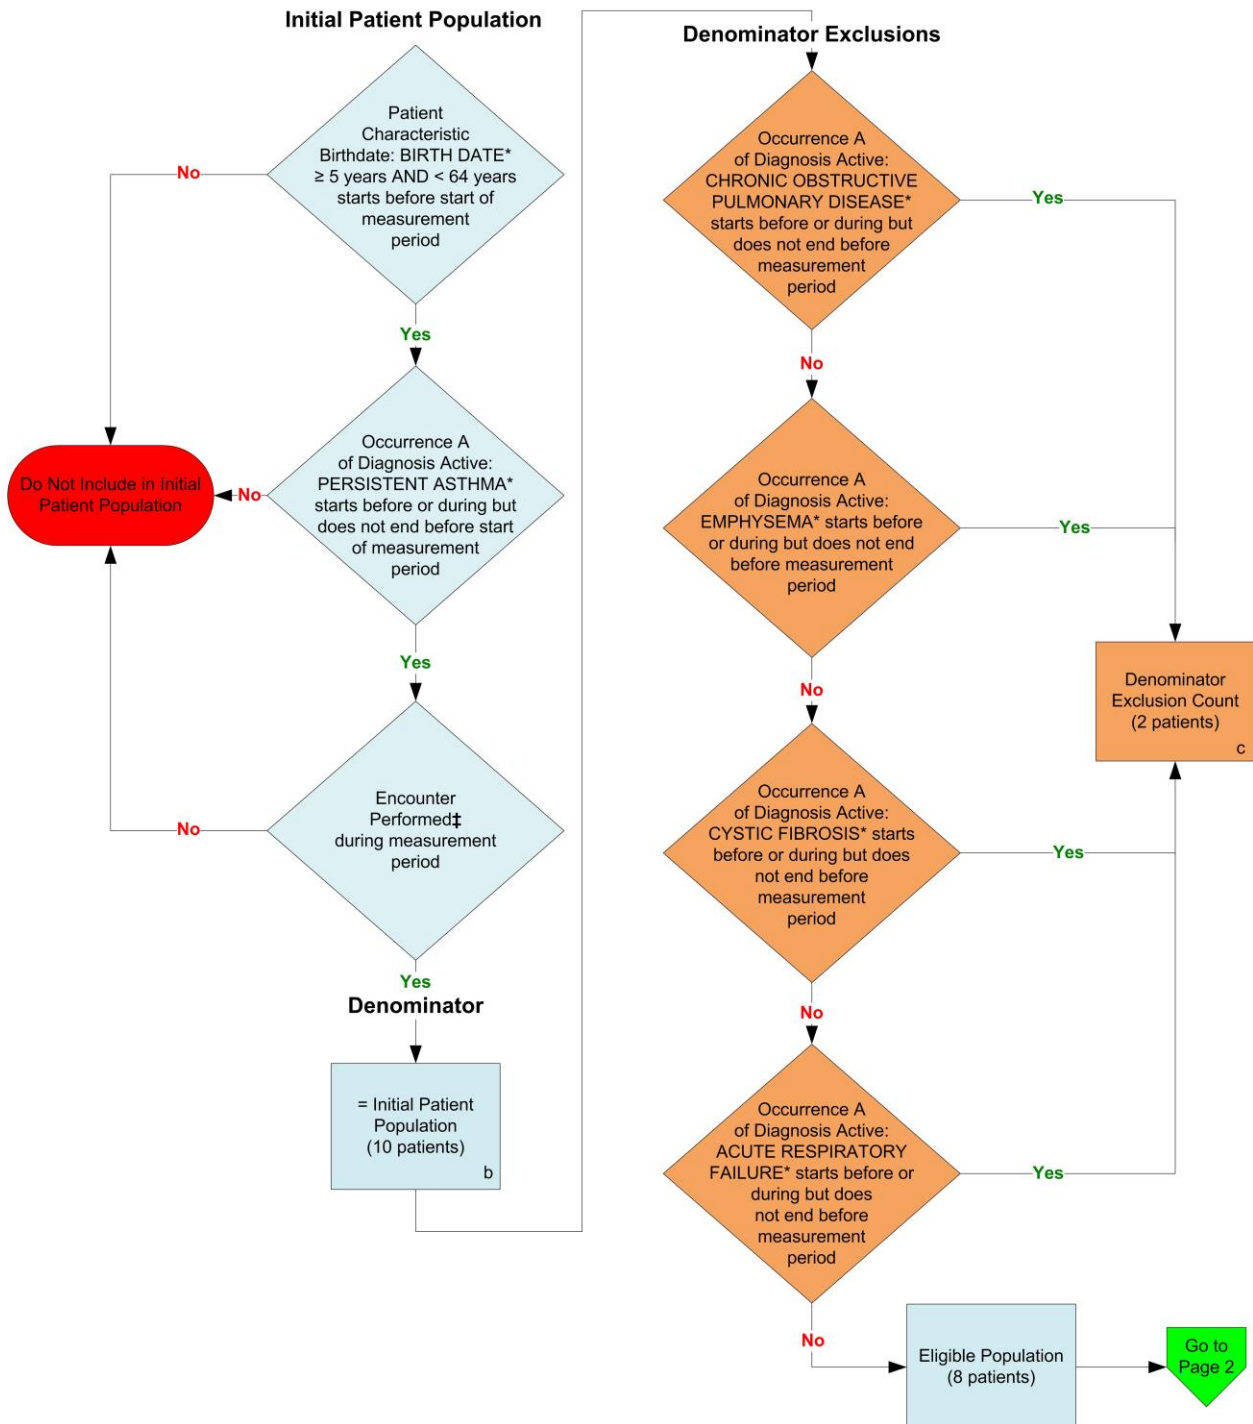 Initial Patient Population
Patient
Characteristic
Birthdate: BIRTH DATE*
≥ 5 years AND < 64 years
starts before start of
measurement
period
No
Yes
Occurrence A
of Diagnosis Active:
PERSISTENT ASTHMA*
starts before or during but
does not end before start
of measurement
period
No
Do Not Include in Initial
Patient Population
Yes
Encounter
Performed‡
during measurement
period
No
Yes
Denominator
= Initial Patient
Population
(10 patients)
b
Denominator Exclusions
Occurrence A
of Diagnosis Active:
CHRONIC OBSTRUCTIVE
PULMONARY DISEASE*
starts before or during but
does not end before
measurement
period
Yes
No
Occurrence A
of Diagnosis Active:
EMPHYSEMA* starts before
or during but does not end
before measurement
period
Yes
No
Denominator
Exclusion Count
(2 patients)
c
Occurrence A
of Diagnosis Active:
CYSTIC FIBROSIS* starts
before or during but does
not end before
measurement
period
Yes
No
Occurrence A
of Diagnosis Active:
ACUTE RESPIRATORY
FAILURE* starts before or
during but does
not end before
measurement
period
Yes
No
Eligible Population
(8 patients)
Go to
Page 2